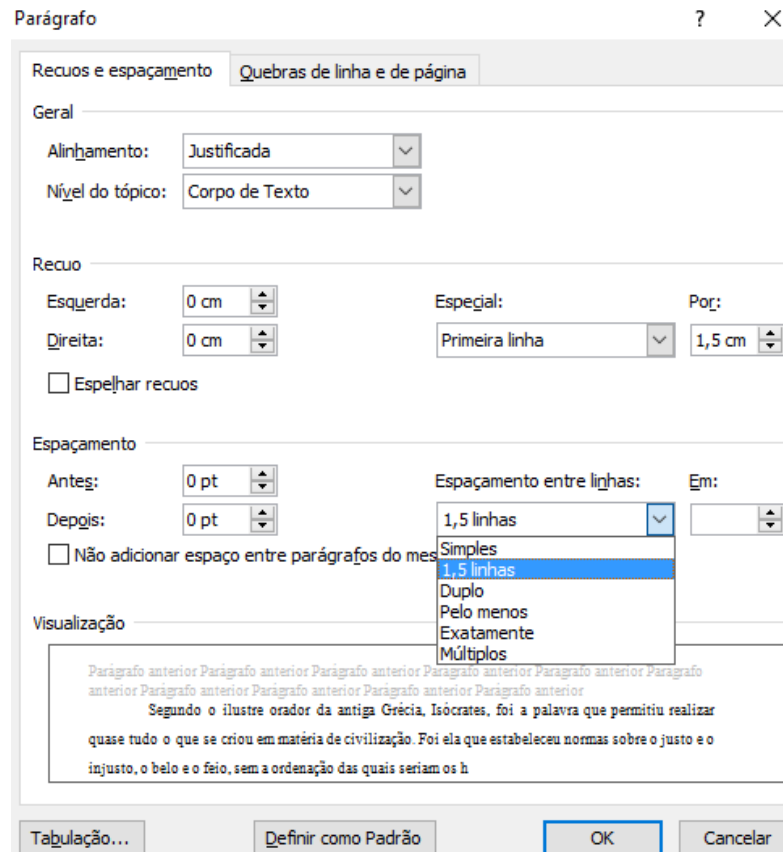 Parágrafo ?
Recuos e espaçamento Quebras de linha e de página
Geral
Alinhamento: Justificada
Nível do tópico: Corpo de Texto
Recuo
Esquerda: 0 cm Especial: Por:
Direita: 0 cm Primeira linha 1,5 cm
Espelhar recuos
Espaçamento
Antes: 0 pt Espaçamento entre linhas: Em:
Depois: 0 pt 1,5 linhas
Não adicionar espaço entre parágrafos do mes
Simples
1,5 linhas
Duplo
Pelo menos
Exatamente
Múltiplos
Visualização
Parágrafo anterior Parágrafo anterior Parágrafo anterior Parágrafo anterior Parágrafo anterior Parágrafo
anterior Parágrafo anterior Parágrafo anterior Parágrafo anterior Parágrafo anterior
Segundo o ilustre orador da antiga Grécia, Isócrates, foi a palavra que permitiu realizar
quase tudo o que se criou em matéria de civilização. Foi ela que estabeleceu normas sobre o justo e o
injusto, o belo e o feio, sem a ordenação das quais seriam os h
Tabulação... Definir como Padrão OK Cancelar